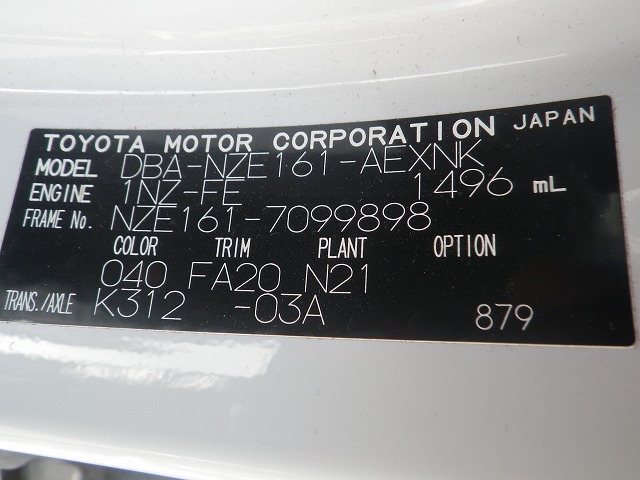 TOYOTA MOTOR CORPORATION JAPAN
MODEL DBA-NZE161-AEXNK
ENGINE 1NZ-FE 1496 mL
FRAME No. NZE161-7099898
COLOR TRIM PLANT OPTION
040 FA20 N21
TRANS./AXLE K312 -03A 879